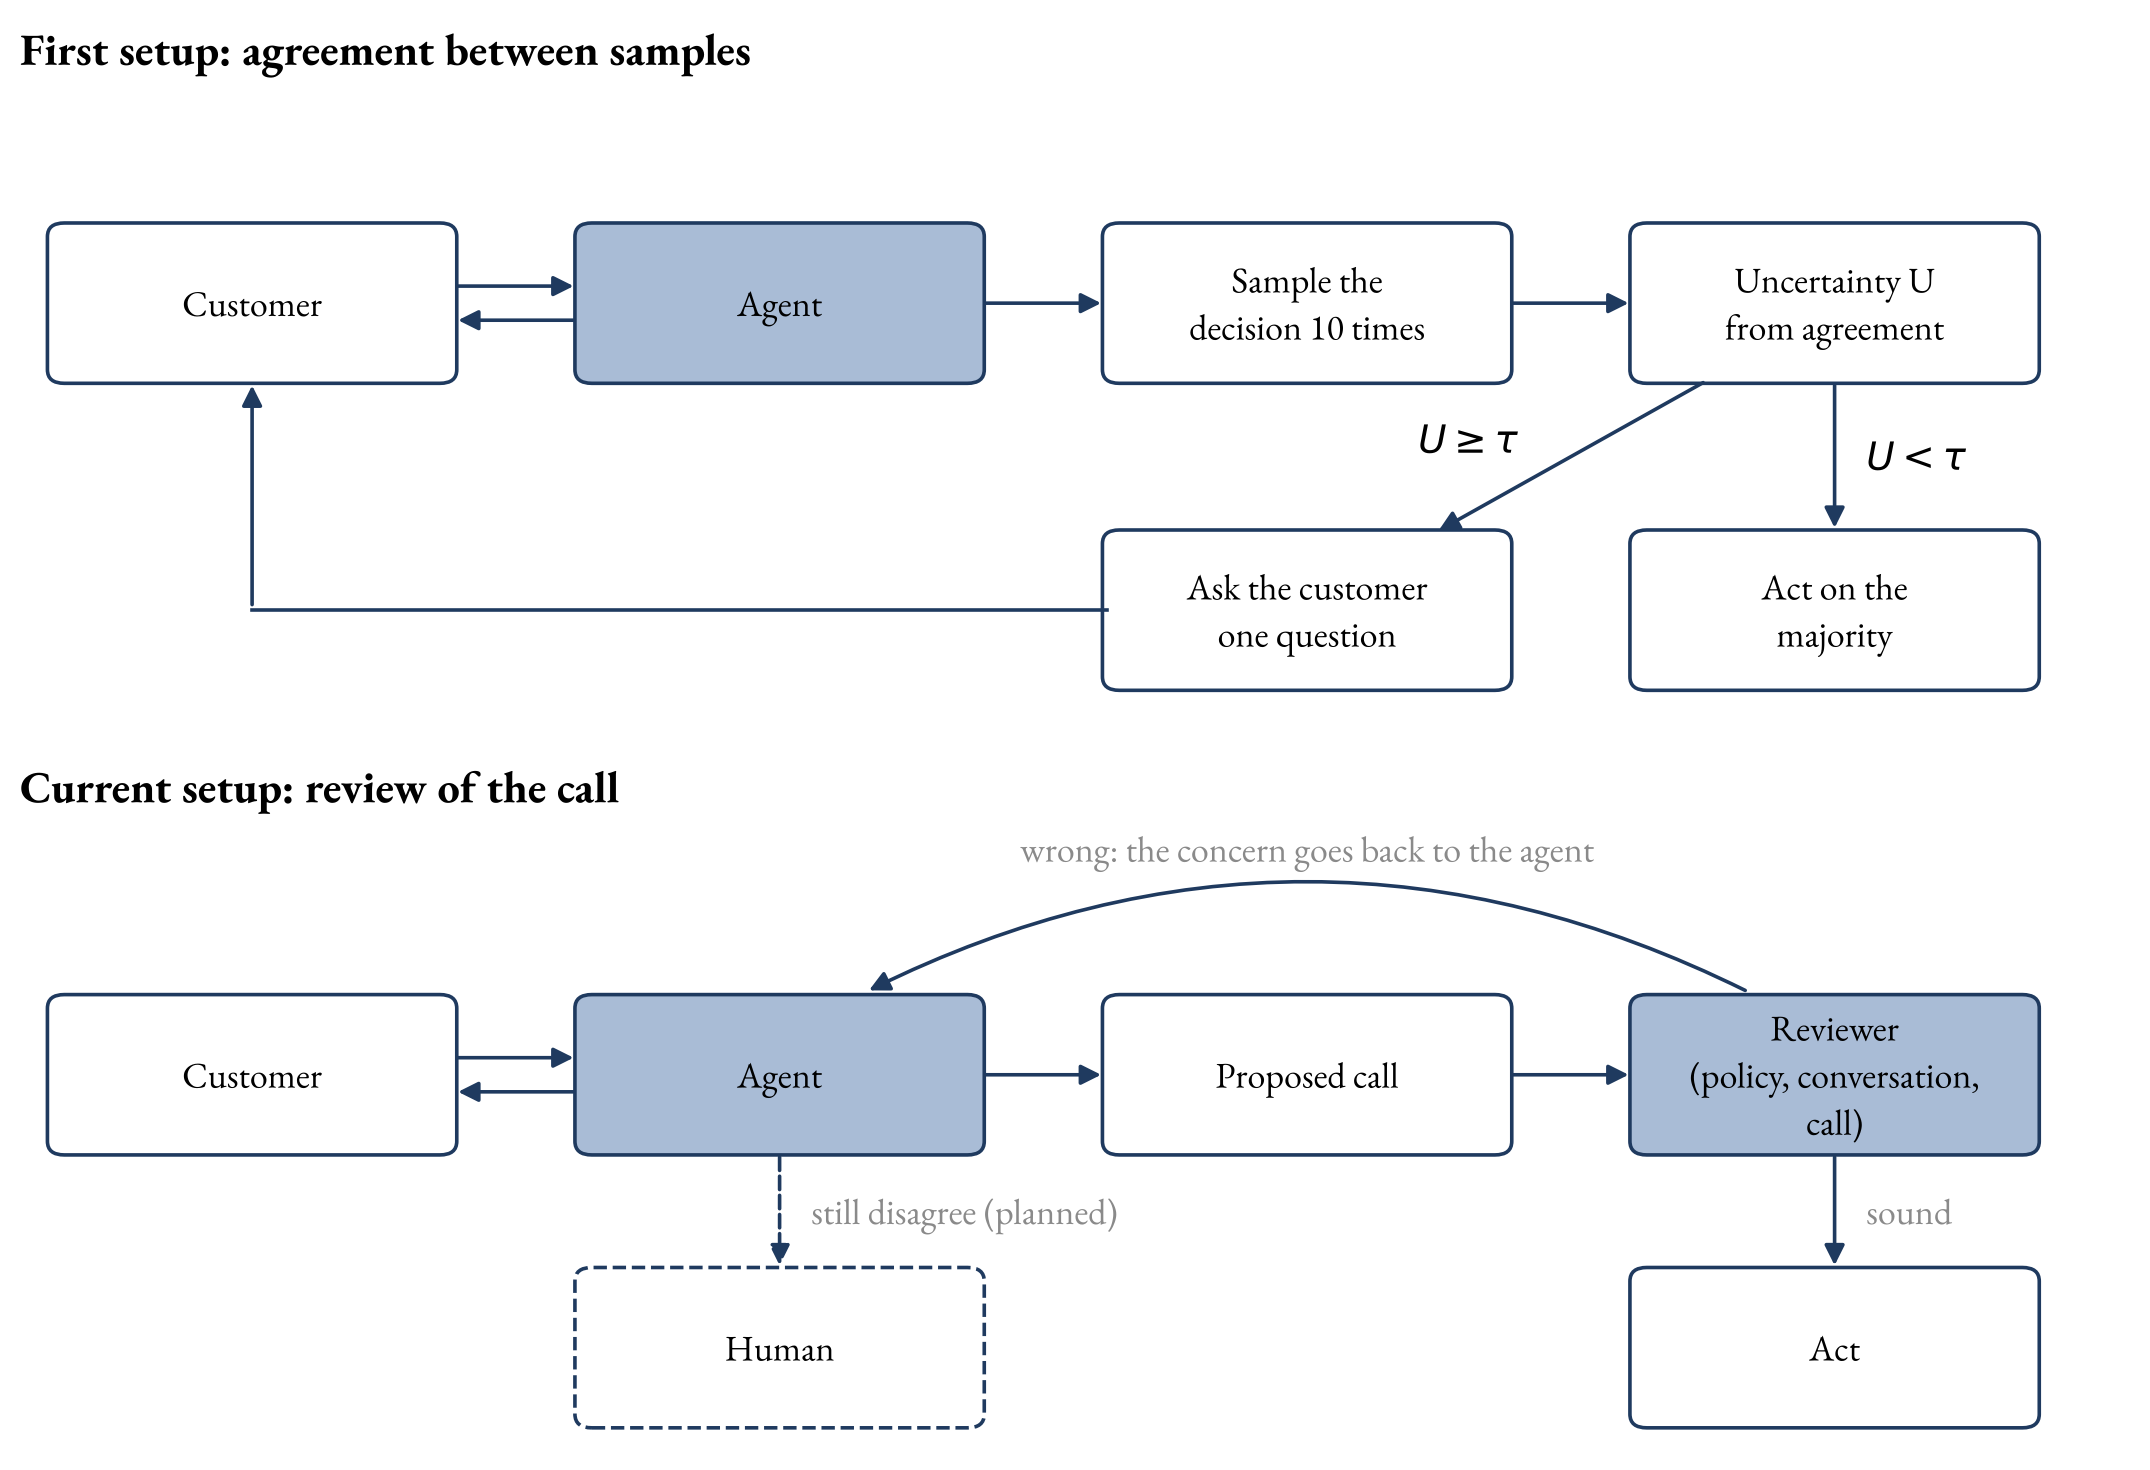 First setup: agreement between samples
Customer
Agent
Sample the
decision 10 times
Uncertainty U
from agreement
U ≥ τ
U < τ
Ask the customer
one question
Act on the
majority
Current setup: review of the call
wrong: the concern goes back to the agent
Customer
Agent
Proposed call
Reviewer
(policy, conversation,
call)
still disagree (planned)
sound
Human
Act